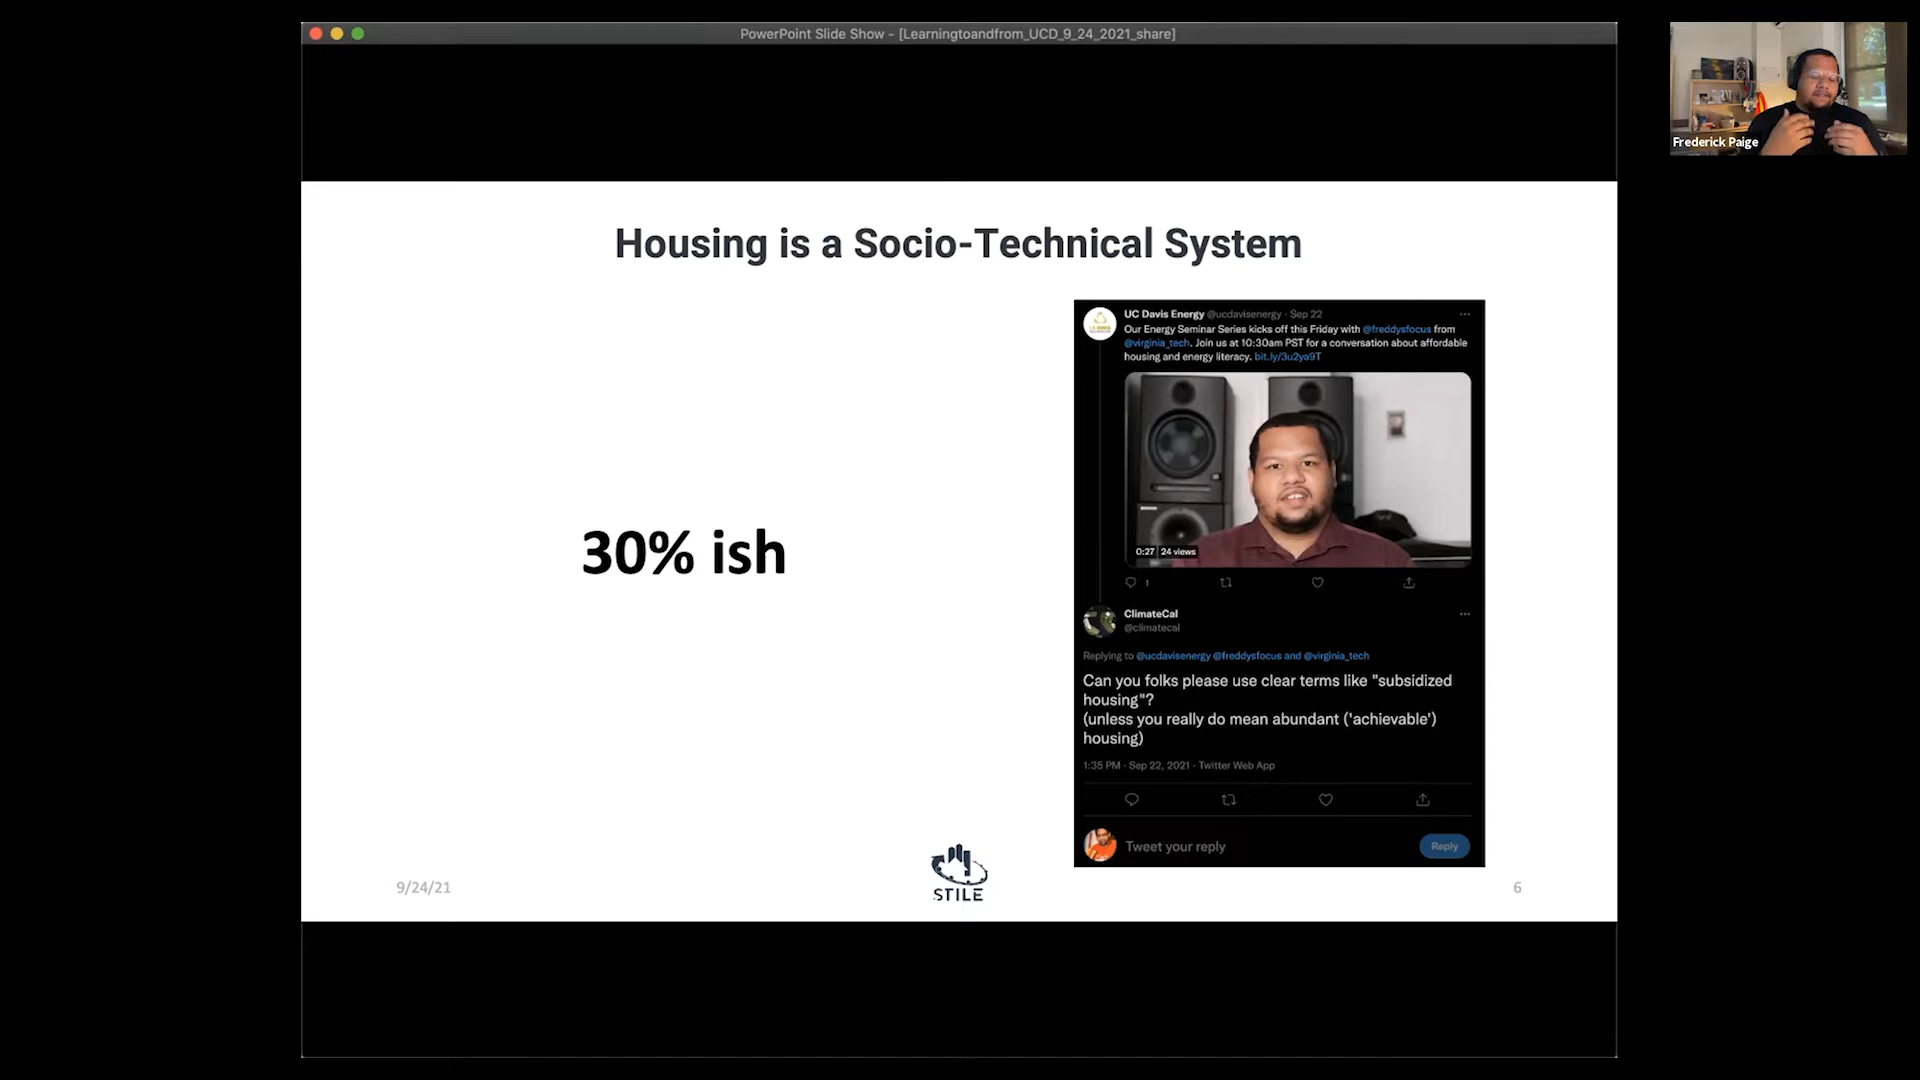 PowerPoint Slide Show - [Learningtoandfrom_UCD_9_24_2021_share]
Frederick Paige
Housing is a Socio-Technical System
30% ish
UC Davis Energy @ucdavisenergy · Sep 22
Our Energy Seminar Series kicks off this Friday with @freddysfocus from
@virginia_tech. Join us at 10:30am PST for a conversation about affordable
housing and energy literacy. bit.ly/3u2ya9T
0:27 24 views
1
ClimateCal
@climatecal
Replying to @ucdavisenergy @freddysfocus and @virginia_tech
Can you folks please use clear terms like "subsidized
housing"?
(unless you really do mean abundant ('achievable')
housing)
1:35 PM · Sep 22, 2021 · Twitter Web App
Tweet your reply
Reply
9/24/21
STILE
6